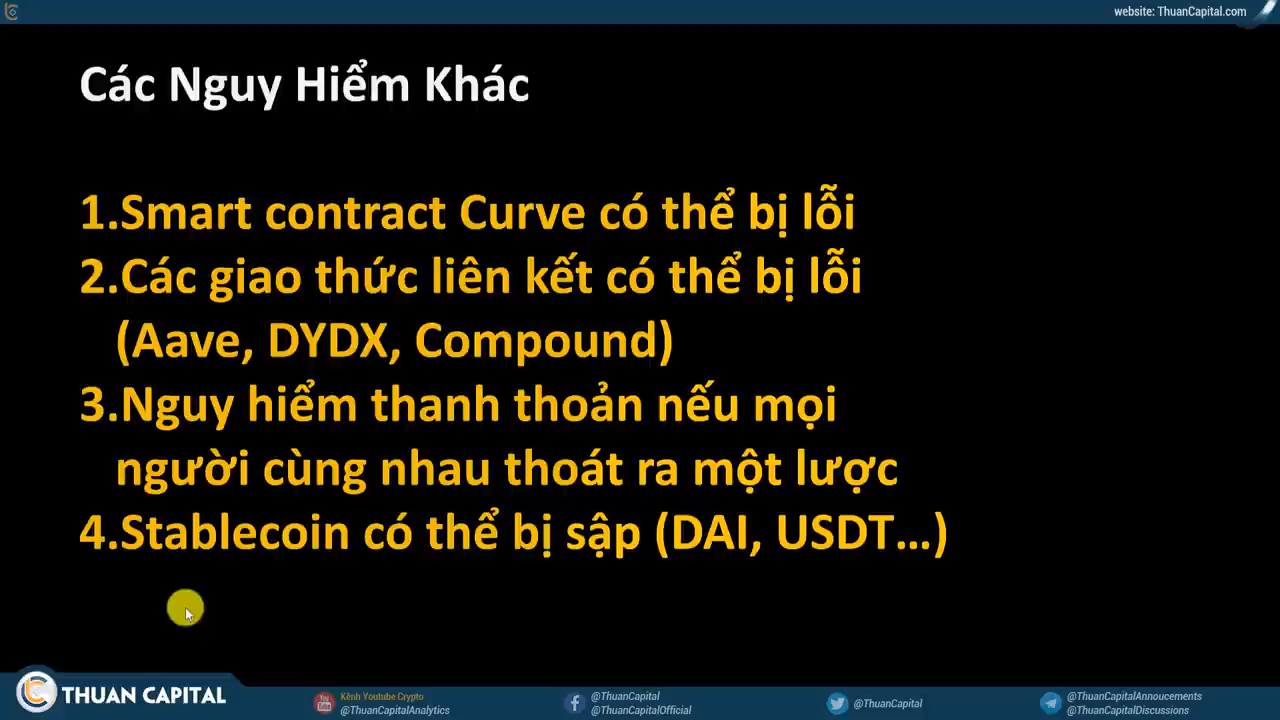 website: ThuanCapital.com
Các Nguy Hiểm Khác
1.Smart contract Curve có thể bị lỗi
2.Các giao thức liên kết có thể bị lỗi
(Aave, DYDX, Compound)
3.Nguy hiểm thanh thoản nếu mọi
người cùng nhau thoát ra một lược
4.Stablecoin có thể bị sập (DAI, USDT...)
THUAN CAPITAL
Kênh Youtube Crypto
@ThuanCapitalAnalytics
@ThuanCapital
@ThuanCapitalOfficial
@ThuanCapital
@ThuanCapitalAnnoucements
@ThuanCapitalDiscussions